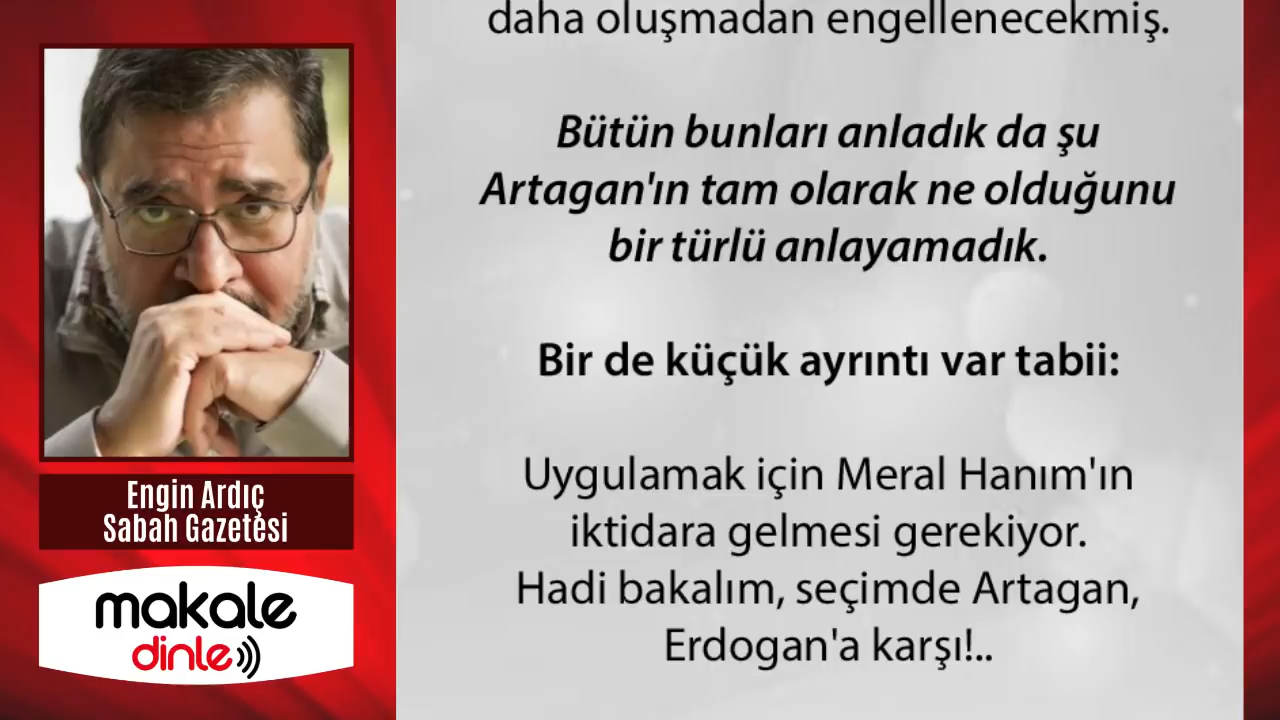 daha oluşmadan engellenecekmiş.
Bütün bunları anladık da şu
Artagan'ın tam olarak ne olduğunu
bir türlü anlayamadık.
Bir de küçük ayrıntı var tabii:
Uygulamak için Meral Hanım'ın
iktidara gelmesi gerekiyor.
Hadi bakalım, seçimde Artagan,
Erdogan'a karşı!..
Engin Ardıç
Sabah Gazetesi
makale
dinle